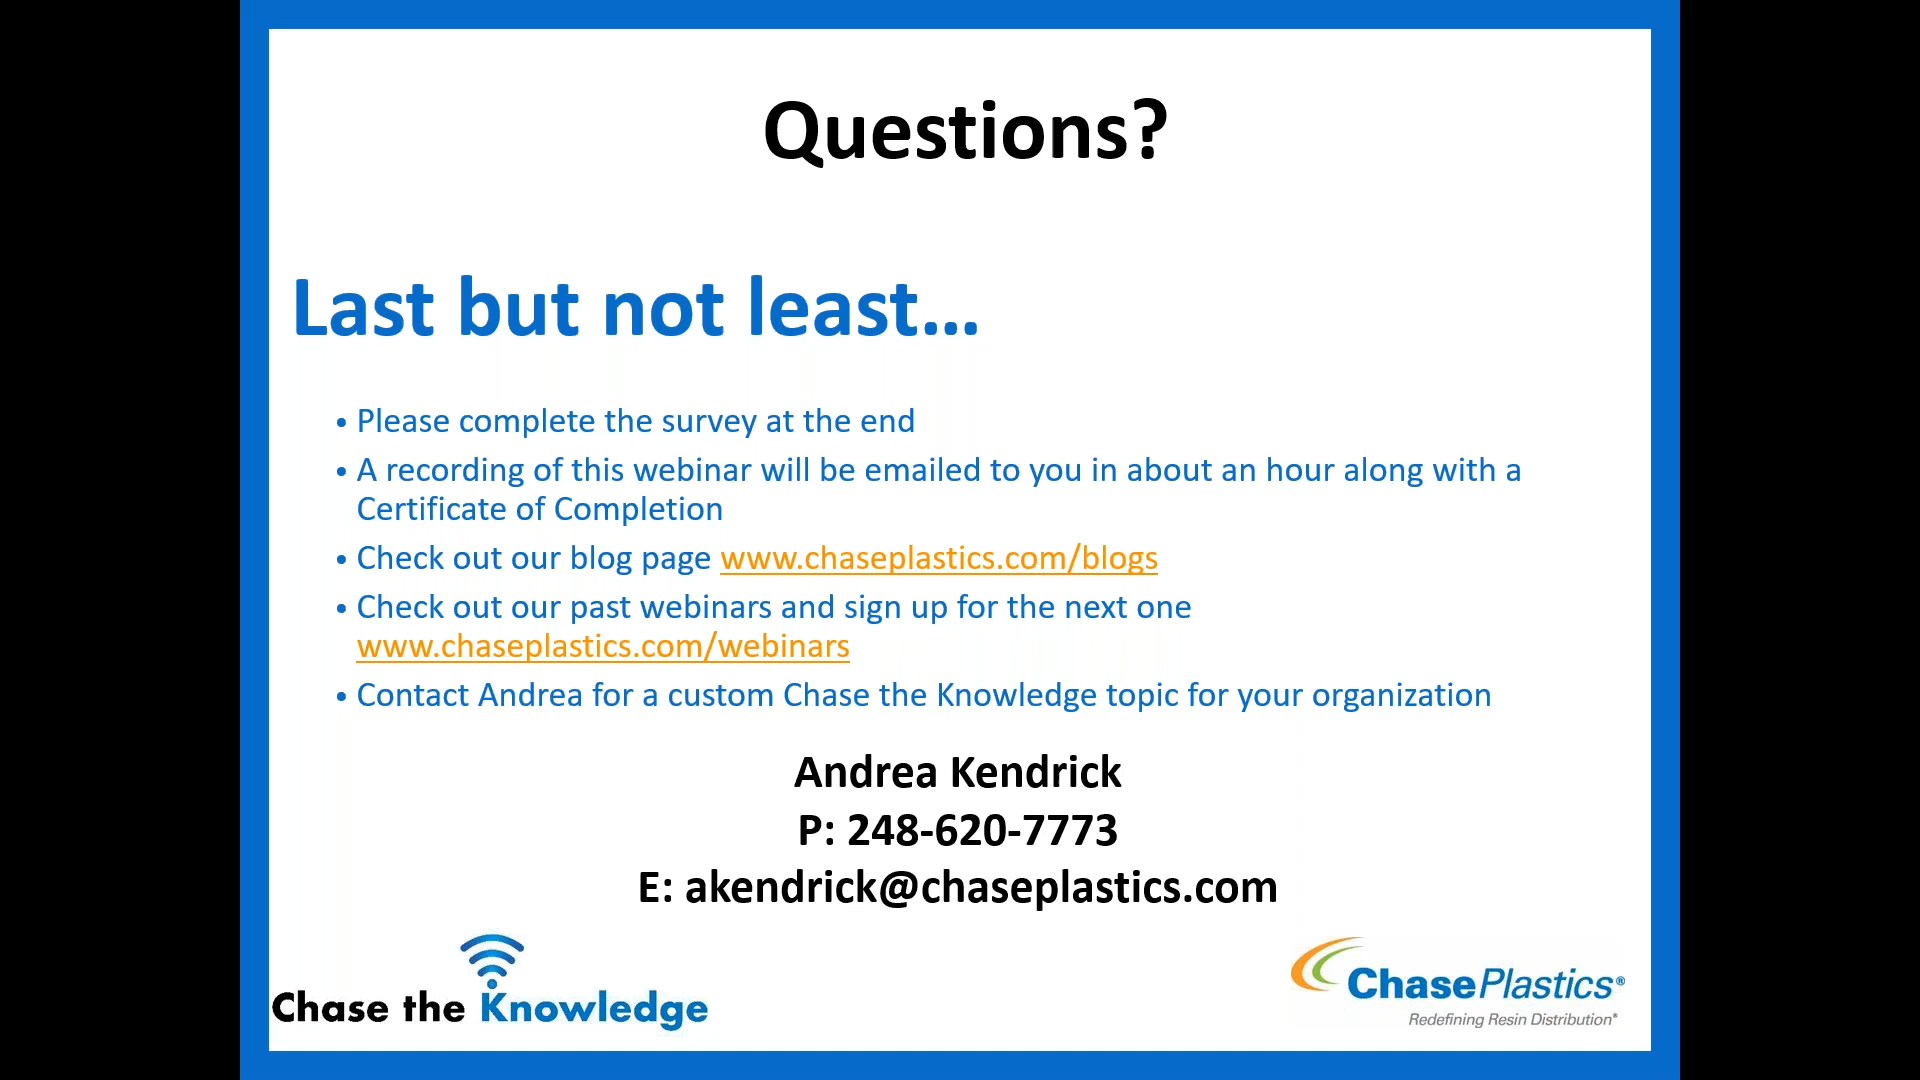 Questions?
Last but not least...
• Please complete the survey at the end
• A recording of this webinar will be emailed to you in about an hour along with a
Certificate of Completion
• Check out our blog page www.chaseplastics.com/blogs
• Check out our past webinars and sign up for the next one
www.chaseplastics.com/webinars
• Contact Andrea for a custom Chase the Knowledge topic for your organization
Andrea Kendrick
P: 248-620-7773
E: akendrick@chaseplastics.com
Chase the Knowledge
ChasePlastics®
Redefining Resin Distribution®